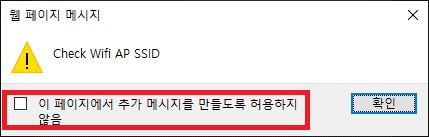 웹 페이지 메시지
Check Wifi AP SSID
이 페이지에서 추가 메시지를 만들도록 허용하지
않음
확인